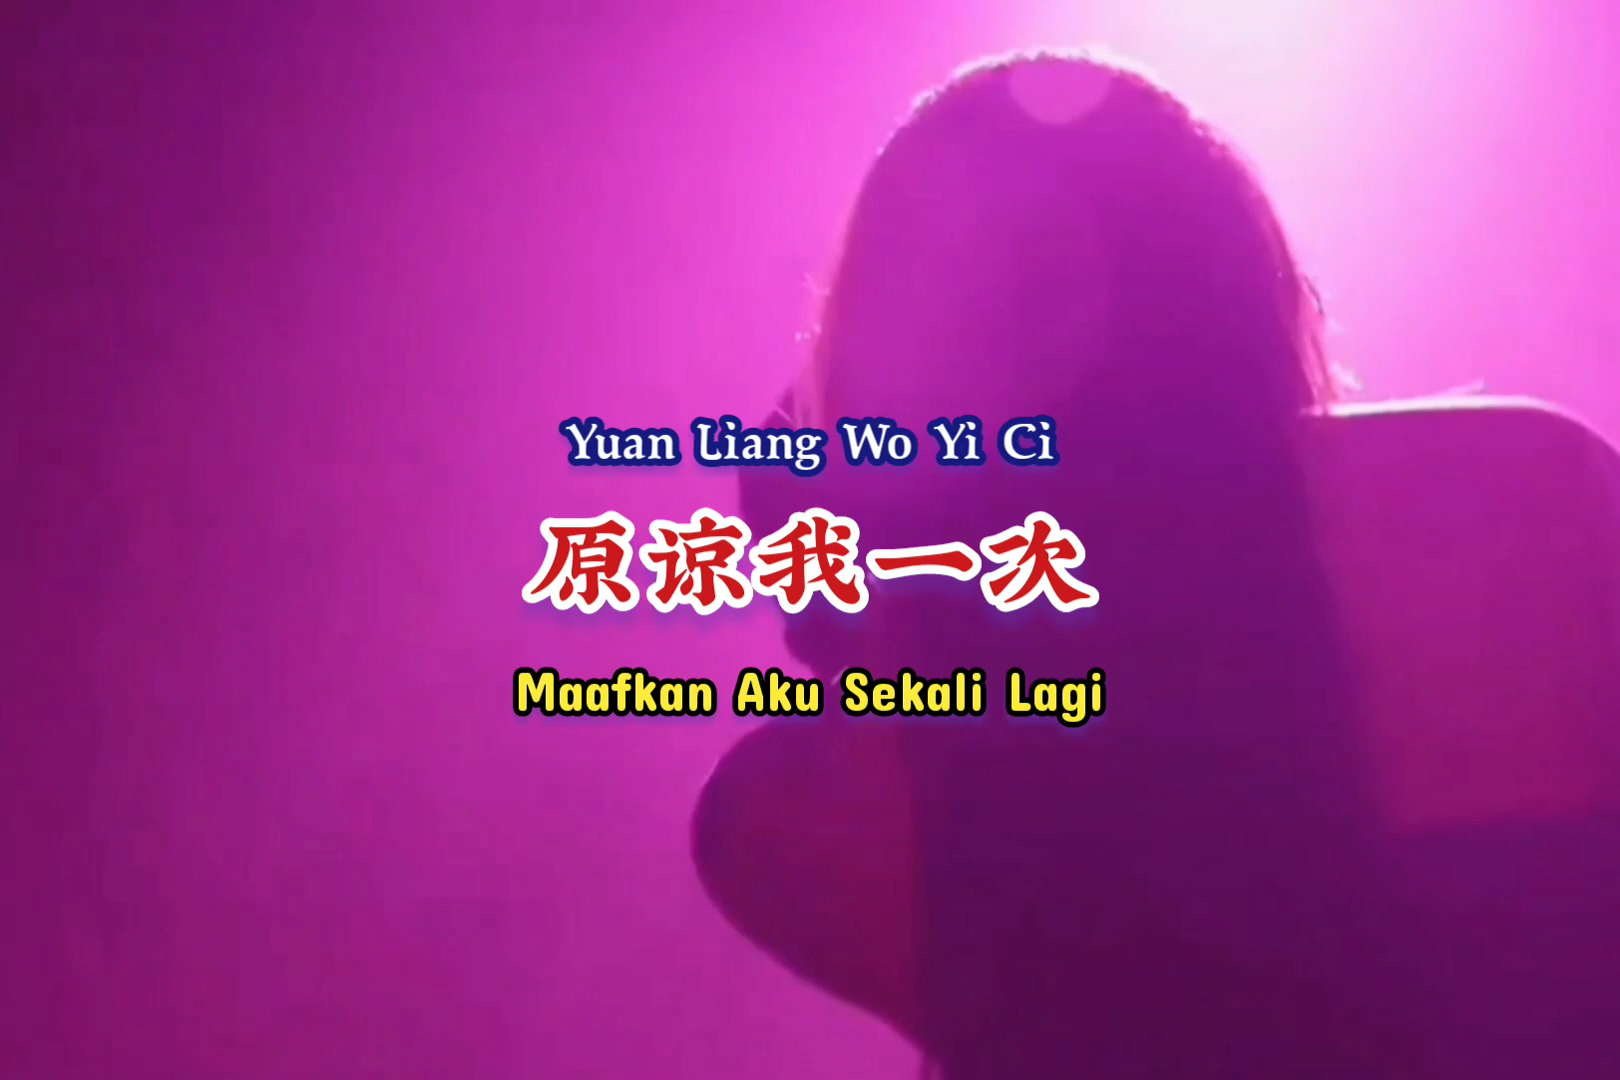 Yuan Liang Wo Yi Ci
原谅我一次
Maafkan Aku Sekali Lagi